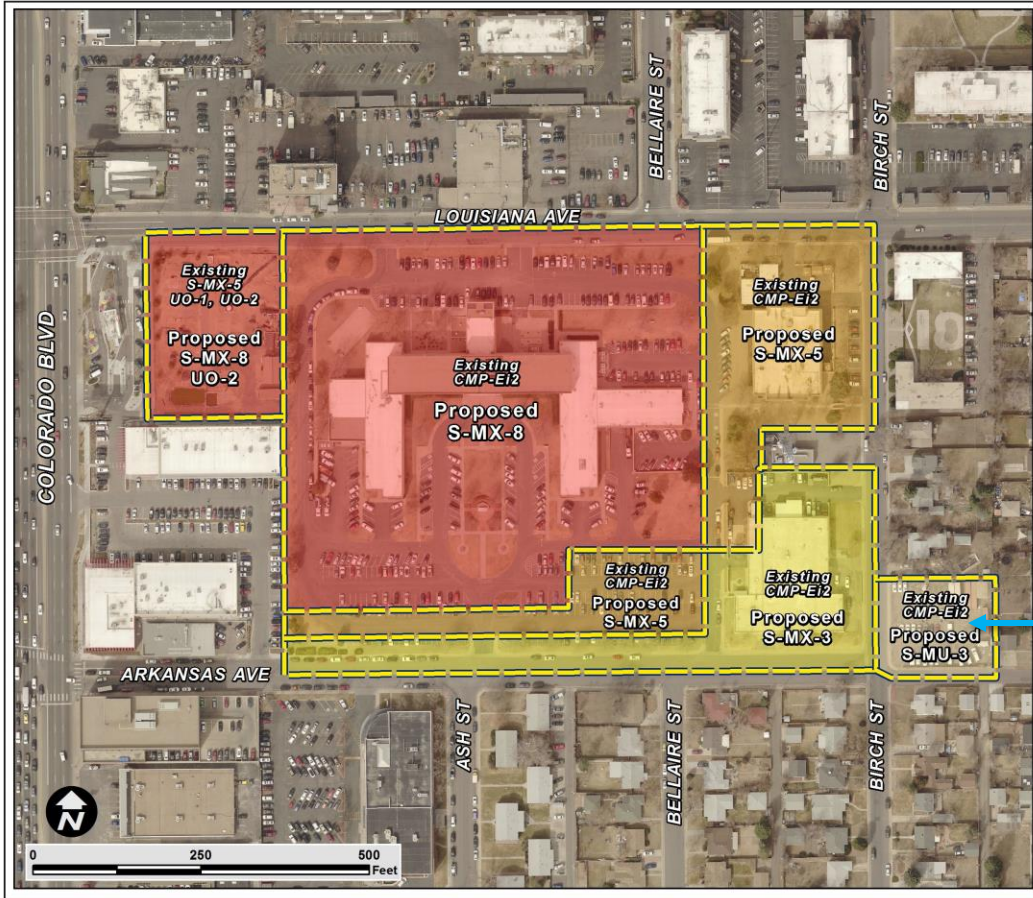 BELLAIRE ST
BIRCH ST
LOUISIANA AVE
COLORADO BLVD
Existing
S-MX-5
UO-1, UO-2
Proposed
S-MX-8
UO-2
Existing
CMP-Ei2
Proposed
S-MX-8
Existing
CMP-Ei2
Proposed
S-MX-5
Existing
CMP-Ei2
Proposed
S-MX-5
Existing
CMP-Ei2
Proposed
S-MX-3
Existing
CMP-Ei2
Proposed
S-MU-3
ARKANSAS AVE
ASH ST
BELLAIRE ST
BIRCH ST
N
0 250 500
Feet